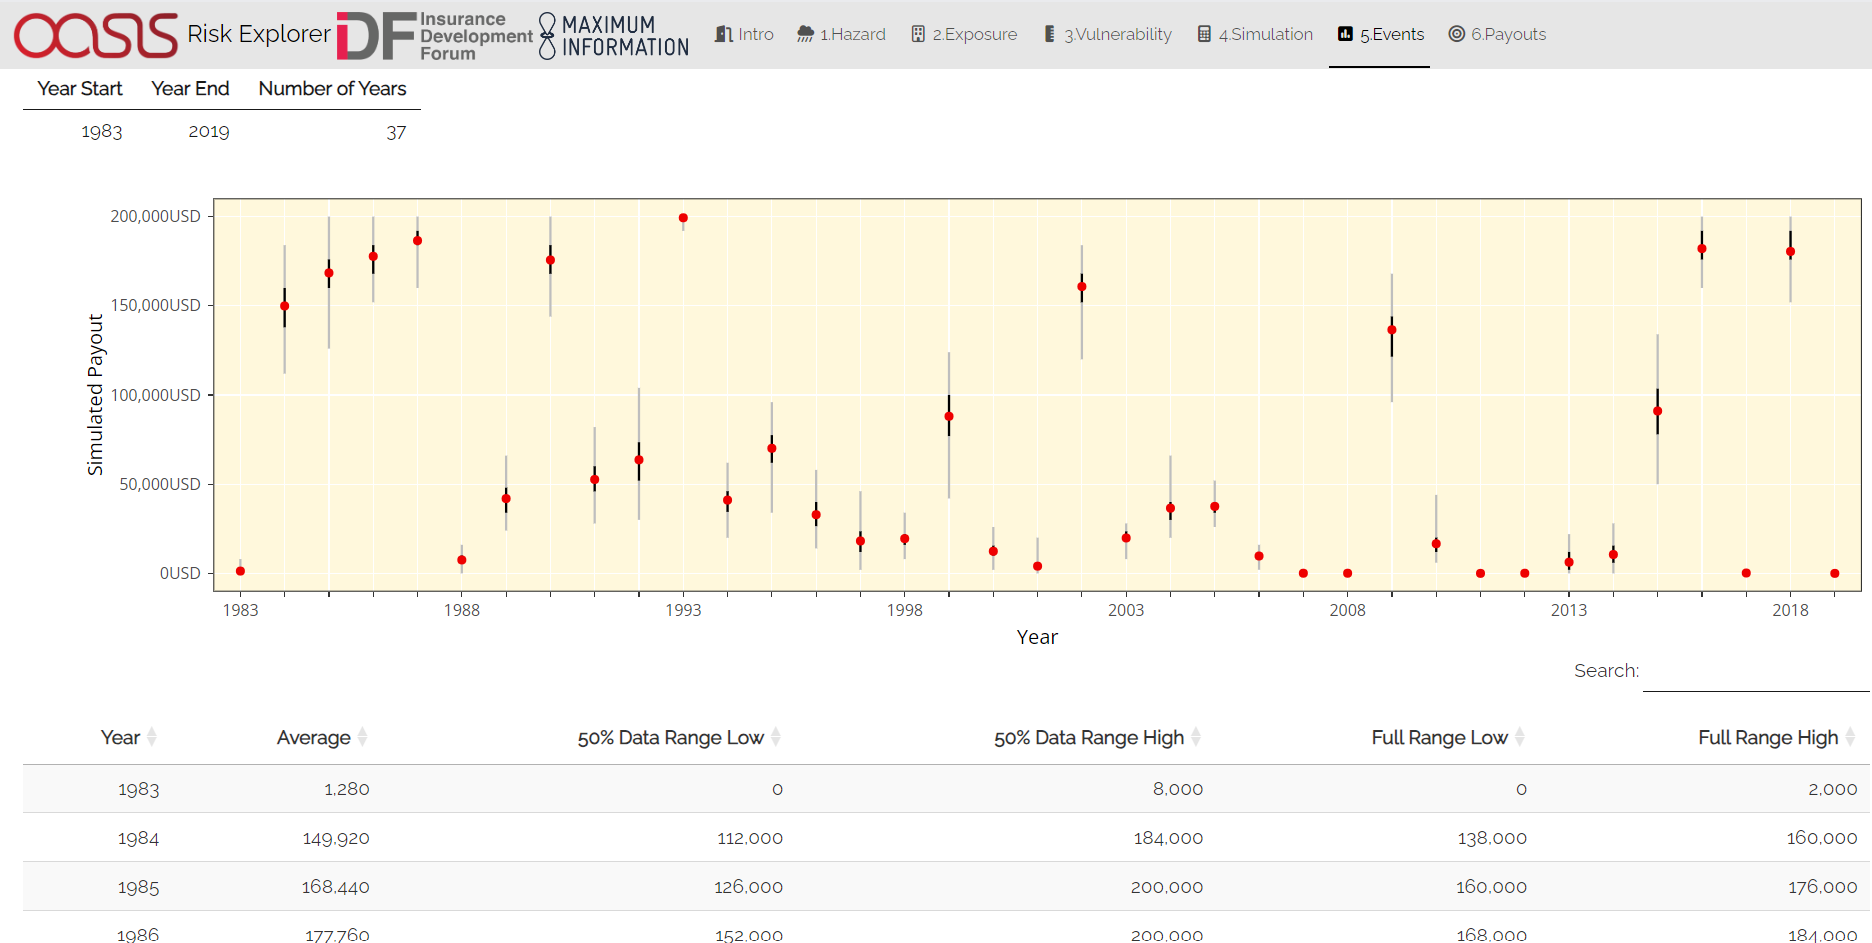 OASIS Risk Explorer IDF Insurance Development Forum MAXIMUM INFORMATION Intro 1.Hazard 2.Exposure 3.Vulnerability 4.Simulation 5.Events 6.Payouts
Year Start Year End Number of Years
1983 2019 37
200,000USD
150,000USD
100,000USD
50,000USD
0USD
Simulated Payout
1983 1988 1993 1998 2003 2008 2013 2018
Year
Search:
Year Average 50% Data Range Low 50% Data Range High Full Range Low Full Range High
1983 1,280 0 8,000 0 2,000
1984 149,920 112,000 184,000 138,000 160,000
1985 168,440 126,000 200,000 160,000 176,000
1986 177,760 152,000 200,000 168,000 184,000